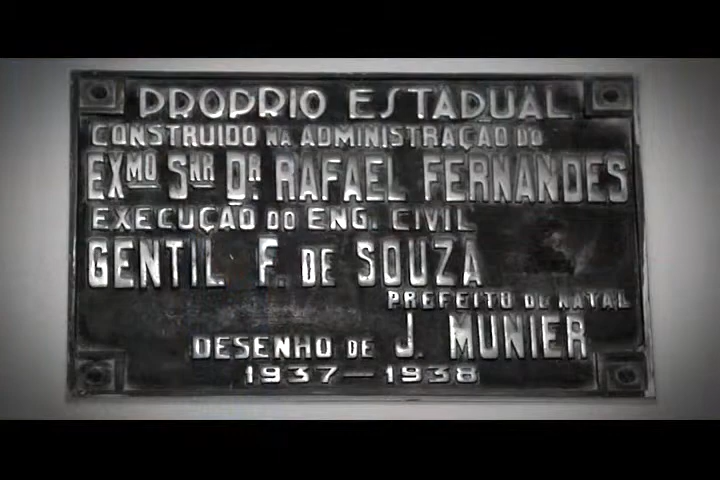 PROPRIO ESTADUAL
CONSTRUIDO NA ADMINISTRAÇAO DO
EXMO SNR DR. RAFAEL FERNANDES
EXECUÇÃO DO ENG. CIVIL
GENTIL F. DE SOUZA
PREFEITO DE NATAL
DESENHO DE J. MUNIER
1937—1938